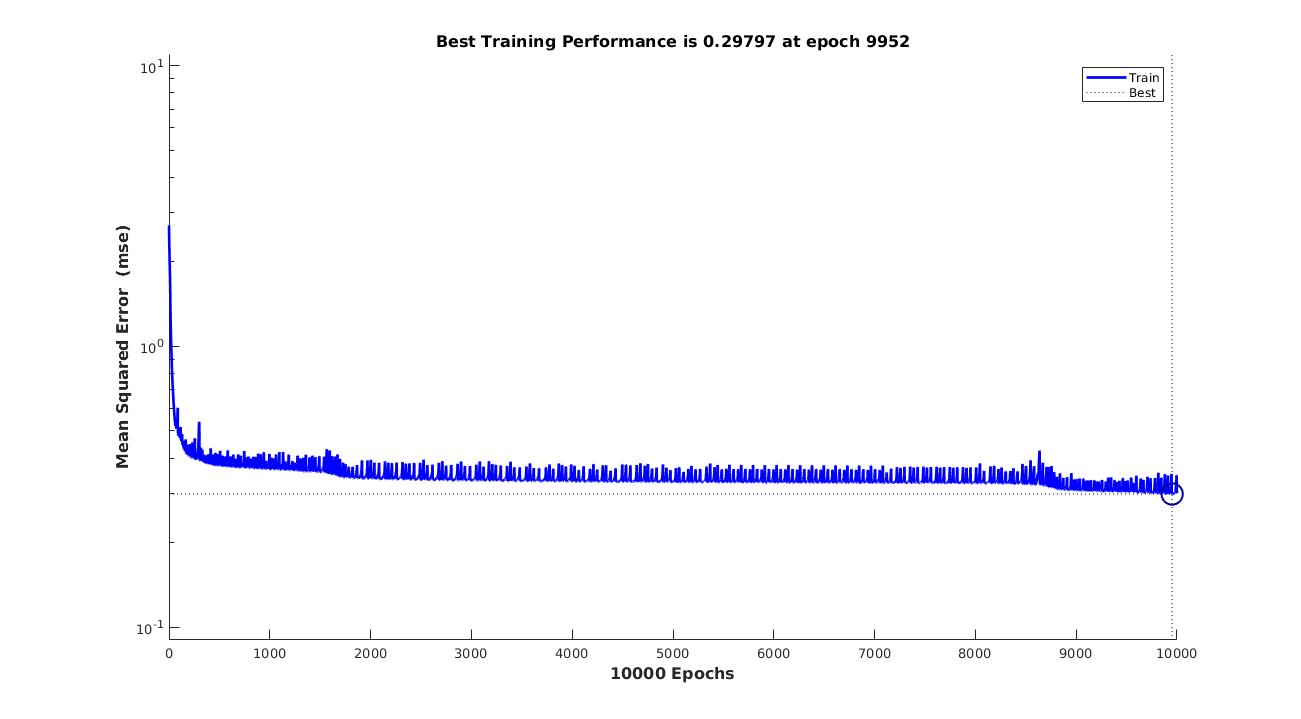 Best Training Performance is 0.29797 at epoch 9952
Train
Best
Mean Squared Error (mse)
10^1
10^0
10^-1
0 1000 2000 3000 4000 5000 6000 7000 8000 9000 10000
10000 Epochs